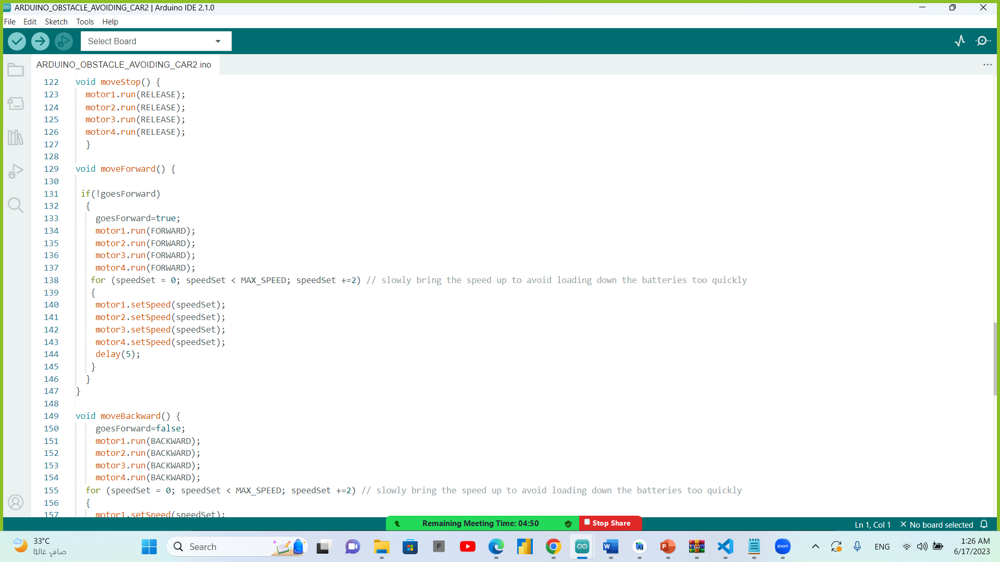 ARDUINO_OBSTACLE_AVOIDING_CAR2 | Arduino IDE 2.1.0
File Edit Sketch Tools Help
Select Board
ARDUINO_OBSTACLE_AVOIDING_CAR2.ino
122 void moveStop() {
123 motor1.run(RELEASE);
124 motor2.run(RELEASE);
125 motor3.run(RELEASE);
126 motor4.run(RELEASE);
127 }
128
129 void moveForward() {
130
131 if(!goesForward)
132 {
133 goesForward=true;
134 motor1.run(FORWARD);
135 motor2.run(FORWARD);
136 motor3.run(FORWARD);
137 motor4.run(FORWARD);
138 for (speedSet = 0; speedSet < MAX_SPEED; speedSet +=2) // slowly bring the speed up to avoid loading down the batteries too quickly
139 {
140 motor1.setSpeed(speedSet);
141 motor2.setSpeed(speedSet);
142 motor3.setSpeed(speedSet);
143 motor4.setSpeed(speedSet);
144 delay(5);
145 }
146 }
147 }
148
149 void moveBackward() {
150 goesForward=false;
151 motor1.run(BACKWARD);
152 motor2.run(BACKWARD);
153 motor3.run(BACKWARD);
154 motor4.run(BACKWARD);
155 for (speedSet = 0; speedSet < MAX_SPEED; speedSet +=2) // slowly bring the speed up to avoid loading down the batteries too quickly
156 {
157 motor1.setSpeed(speedSet);
Remaining Meeting Time: 04:50 Stop Share
Ln 1, Col 1 No board selected
33°C
صافٍ غالبًا
Search
F
zoom
ENG
1:26 AM
6/17/2023